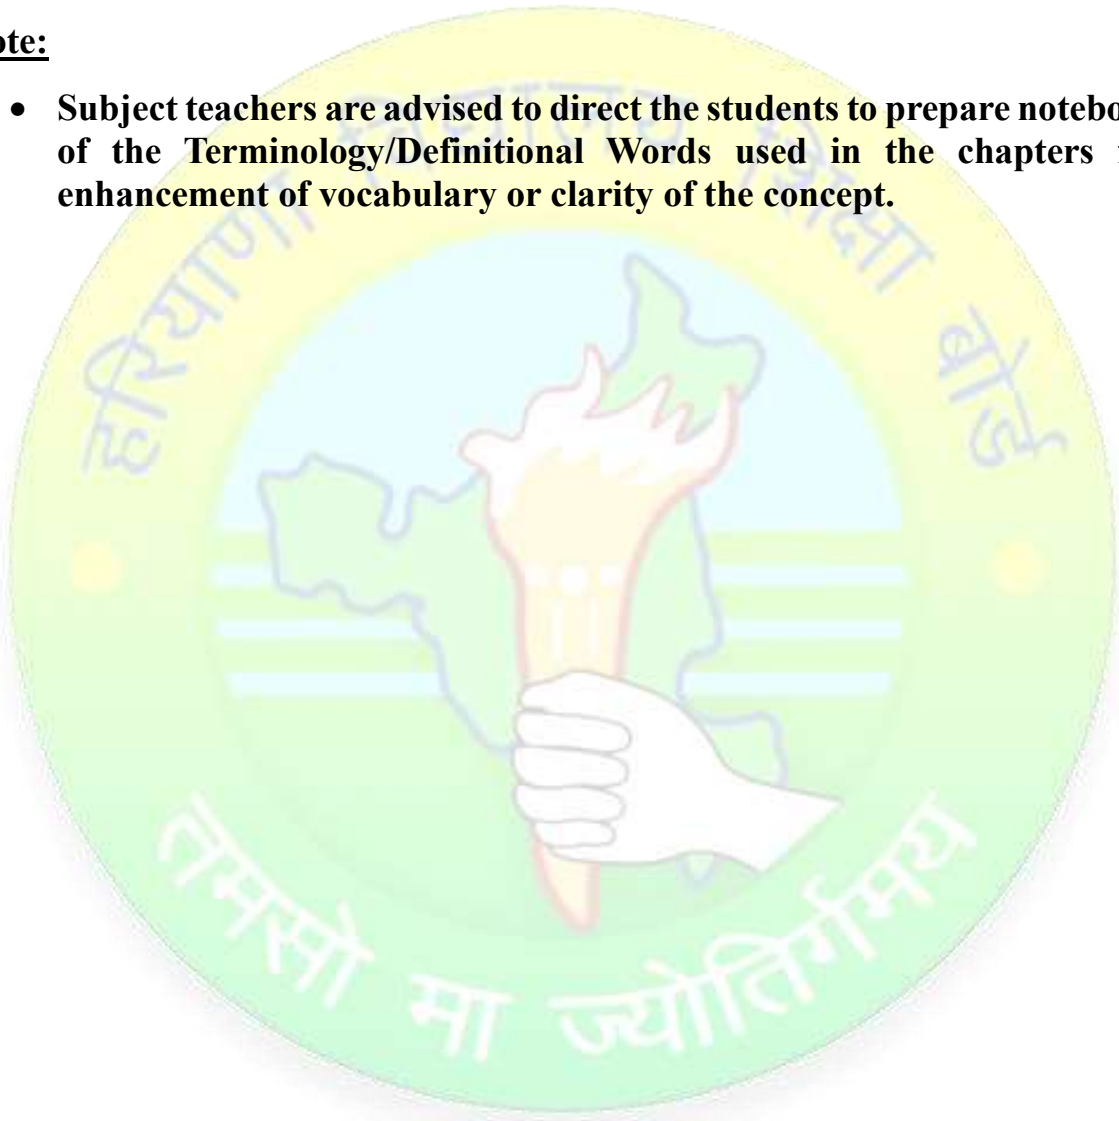 ote:
• Subject teachers are advised to direct the students to prepare notebo
of the Terminology/Definitional Words used in the chapters
enhancement of vocabulary or clarity of the concept.
हरियाणा विद्यालय शिक्षा बोर्ड
तमसो मा ज्योतिर्गमय